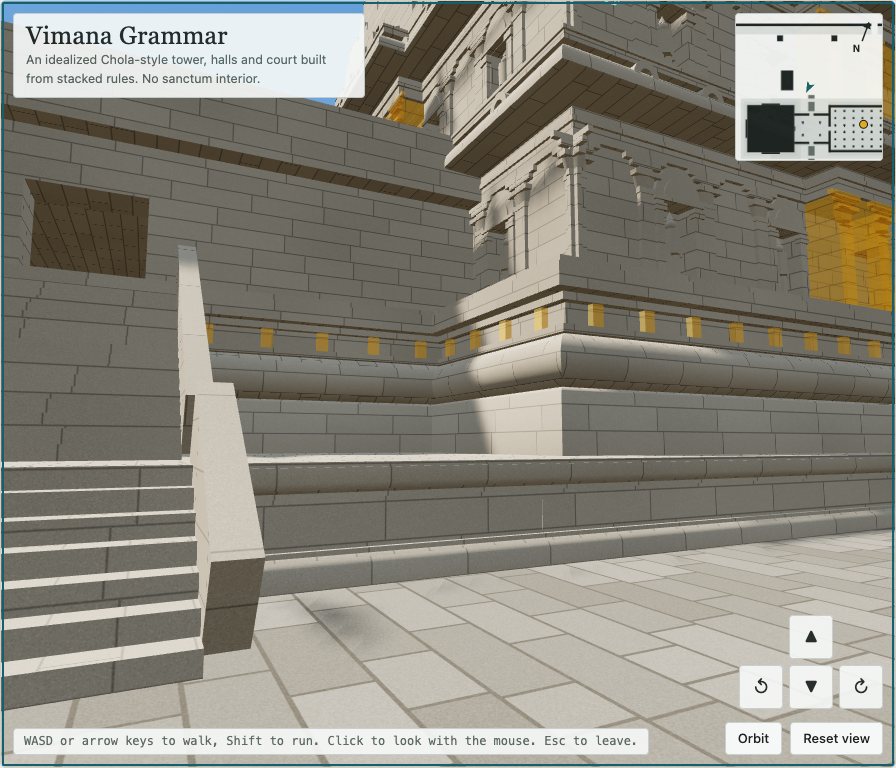 Vimana Grammar
An idealized Chola-style tower, halls and court built
from stacked rules. No sanctum interior.
N
WASD or arrow keys to walk, Shift to run. Click to look with the mouse. Esc to leave.
Orbit
Reset view